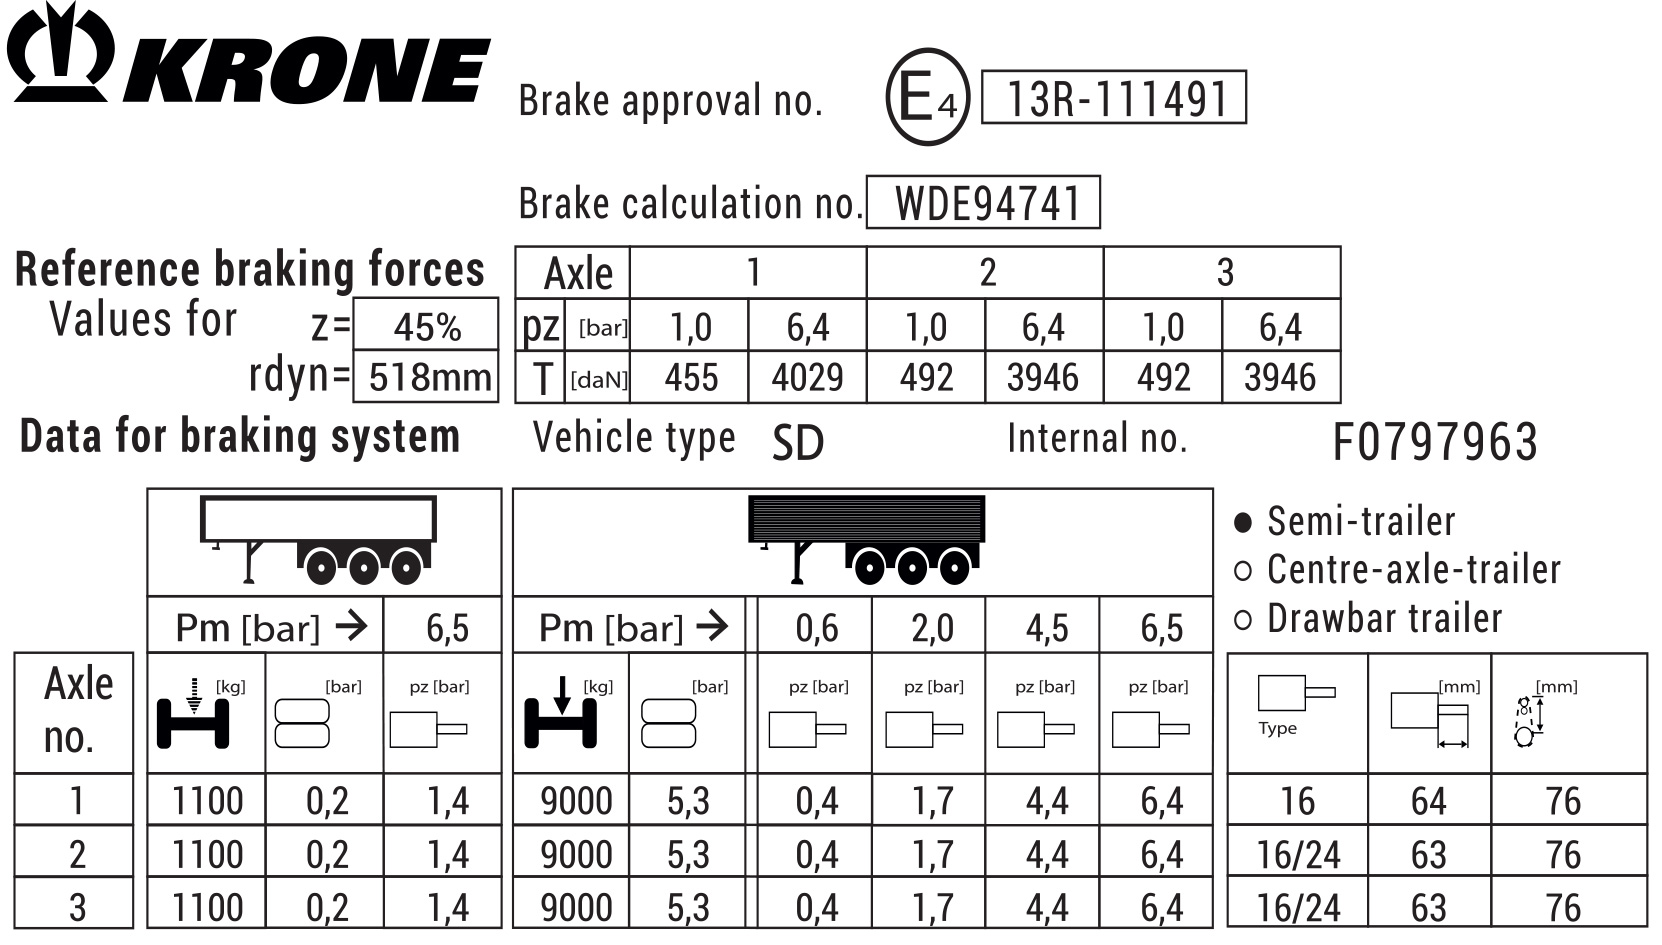 KRONE
Brake approval no. E4 13R-111491
Brake calculation no. WDE94741
Reference braking forces
Values for z= 45%
rdyn= 518mm
Axle 1 2 3
pz [bar] 1,0 6,4 1,0 6,4 1,0 6,4
T [daN] 455 4029 492 3946 492 3946
Data for braking system Vehicle type SD Internal no. F0797963
Semi-trailer
Centre-axle-trailer
Drawbar trailer
Pm [bar] → 6,5 Pm [bar] → 0,6 2,0 4,5 6,5
Axle no. [kg] [bar] pz [bar] [kg] [bar] pz [bar] pz [bar] pz [bar] pz [bar] Type [mm] [mm]
1 1100 0,2 1,4 9000 5,3 0,4 1,7 4,4 6,4 16 64 76
2 1100 0,2 1,4 9000 5,3 0,4 1,7 4,4 6,4 16/24 63 76
3 1100 0,2 1,4 9000 5,3 0,4 1,7 4,4 6,4 16/24 63 76